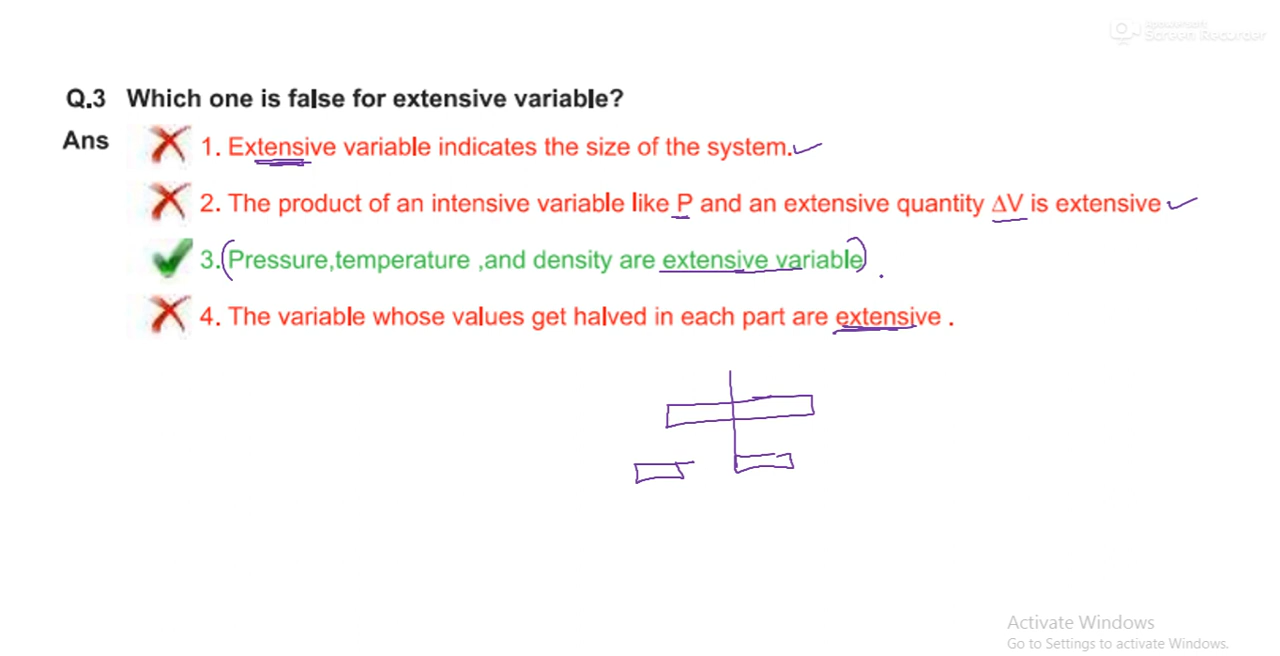 Screen Recorder
Q.3 Which one is false for extensive variable?
Ans
1. Extensive variable indicates the size of the system.
2. The product of an intensive variable like P and an extensive quantity ΔV is extensive
3. Pressure,temperature ,and density are extensive variable
4. The variable whose values get halved in each part are extensive .
Activate Windows
Go to Settings to activate Windows.